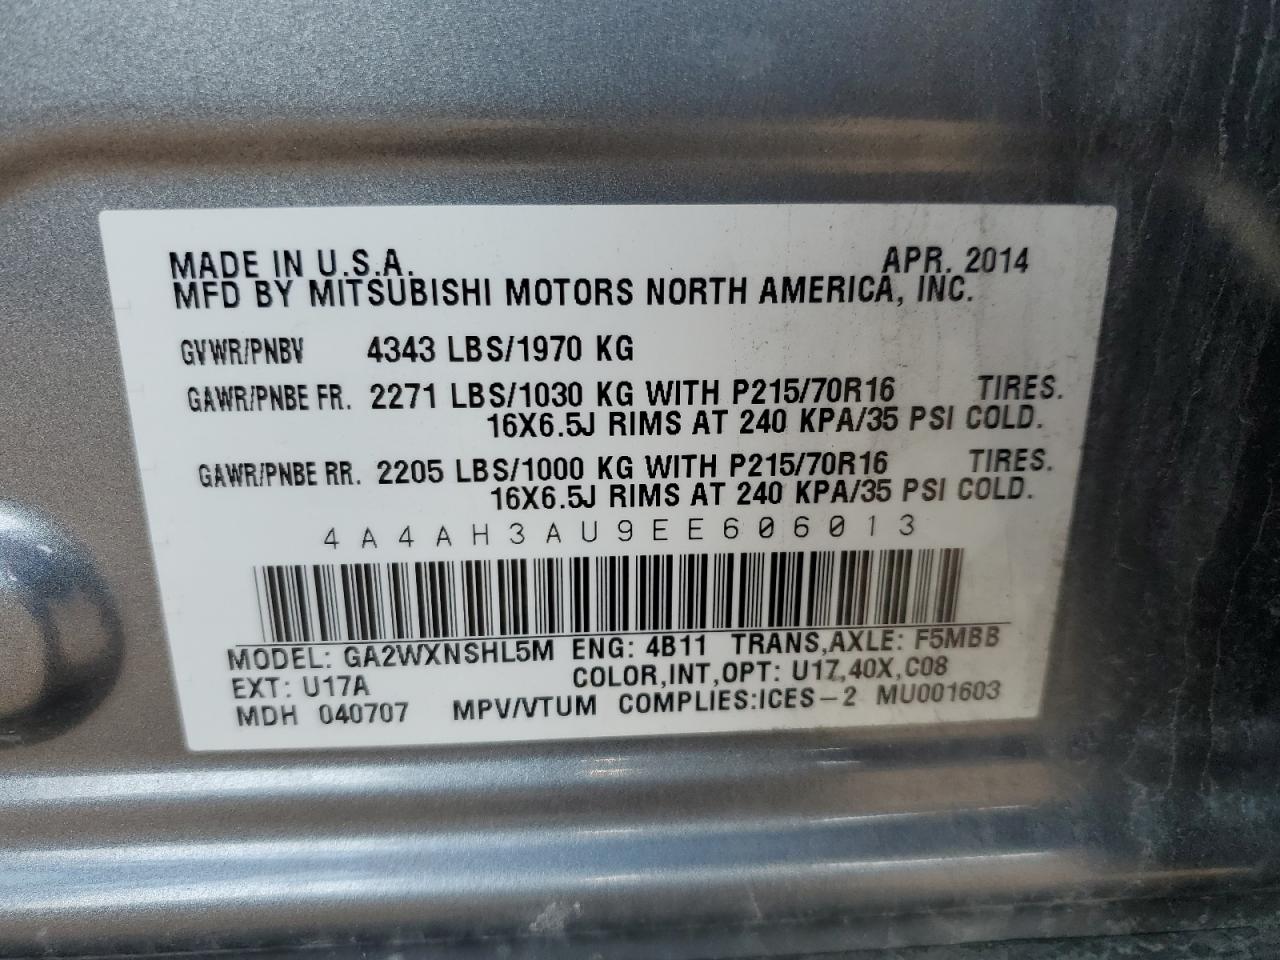 MADE IN U.S.A. APR. 2014
MFD BY MITSUBISHI MOTORS NORTH AMERICA, INC.
GVWR/PNBV 4343 LBS/1970 KG
GAWR/PNBE FR. 2271 LBS/1030 KG WITH P215/70R16 TIRES.
16X6.5J RIMS AT 240 KPA/35 PSI COLD.
GAWR/PNBE RR. 2205 LBS/1000 KG WITH P215/70R16 TIRES.
16X6.5J RIMS AT 240 KPA/35 PSI COLD.
4A4AH3AU9EE606013
MODEL: GA2WXNSHL5M ENG: 4B11 TRANS,AXLE: F5MBB
EXT: U17A COLOR,INT,OPT: U17,40X,C08
MDH 040707 MPV/VTUM COMPLIES:ICES-2 MU001603